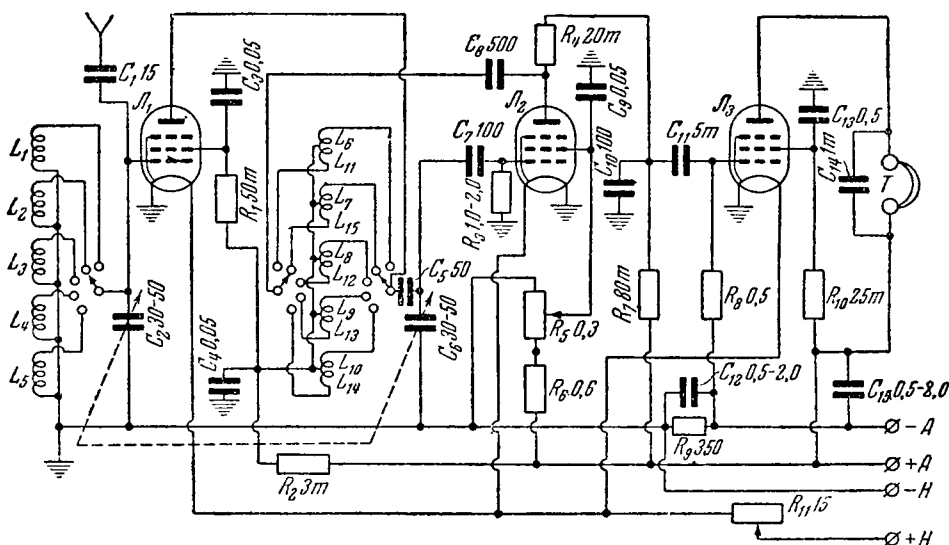 C₁ 15
Л₁
C₃ 0,05
L₁
L₂
L₃
L₄
L₅
C₂ 30-50
R₁ 50т
C₄ 0,05
L₆
L₁₁
L₇
L₁₅
L₈
L₁₂
L₉
L₁₃
L₁₀
L₁₄
C₅ 50
C₆ 30-50
R₂ 3т
C₈ 500
R₄ 20т
C₇ 100
Л₂
R₃ 1,0-2,0
C₉ 0,05
C₁₀ 100
C₁₁ 5т
R₅ 0,3
R₆ 0,6
R₇ 80т
R₈ 0,5
C₁₂ 0,5-2,0
R₉ 350
Л₃
C₁₃ 0,5
C₁₄ 1т
Т
R₁₀ 25т
C₁₅ 0,5-8,0
R₁₁ 15
- А
+ А
- Н
+ Н